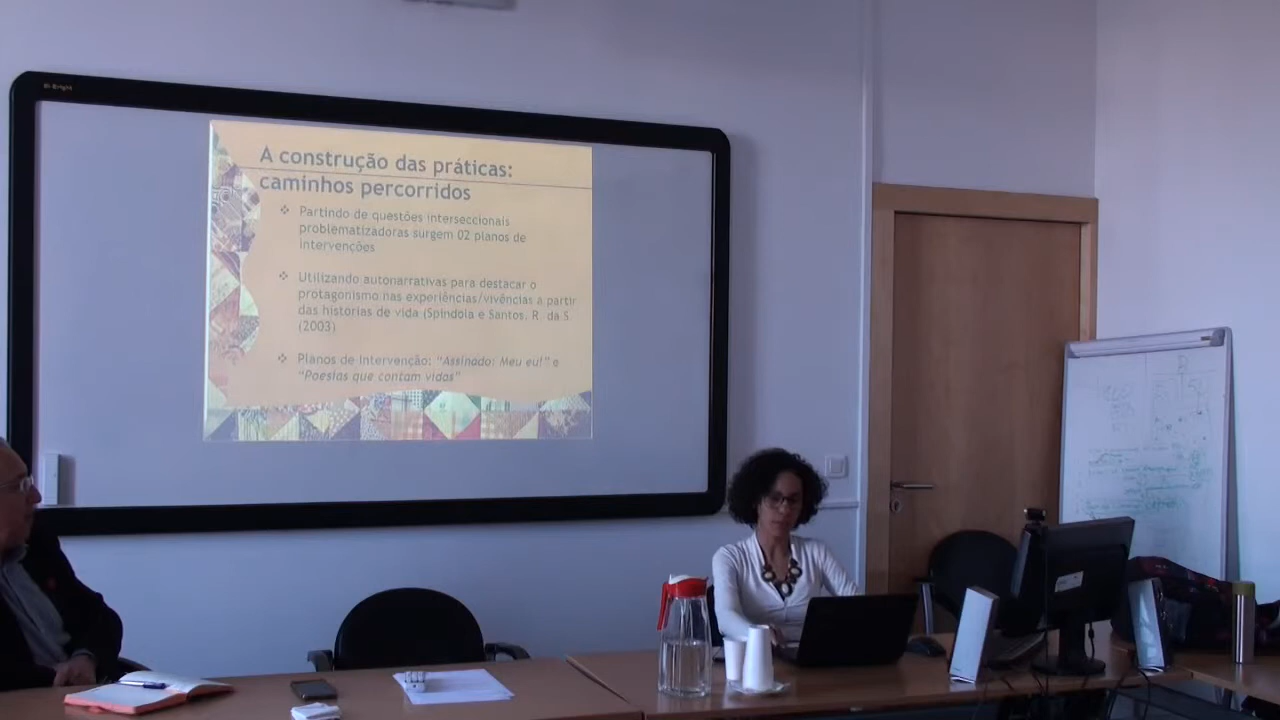 Hi-Bright
A construção das práticas:
caminhos percorridos
Partindo de questões interseccionais
problematizadoras surgem 02 planos de
intervenções
Utilizando autonarrativas para destacar o
protagonismo nas experiências/vivências a partir
das histórias de vida (Spindola e Santos, R da S
(2003)
Planos de Intervenção: “Assinado: Meu eu!” e
“Poesias que contam vidas”